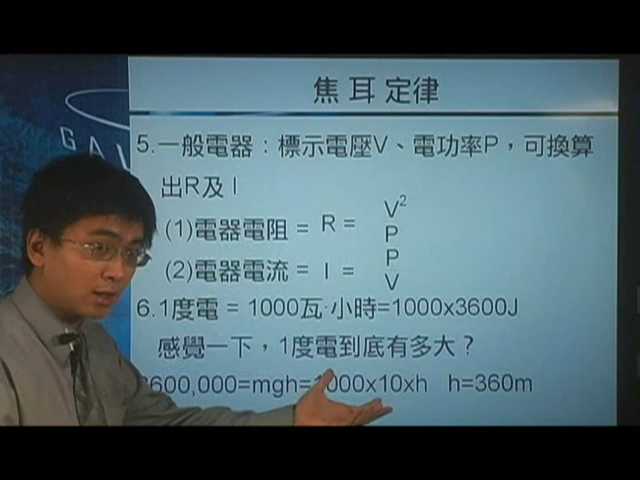 焦耳定律
GAL
5.一般電器：標示電壓V、電功率P，可換算
出R及I
(1)電器電阻 = R = V²
P
(2)電器電流 = I = P
V
6.1度電 = 1000瓦·小時=1000x3600J
感覺一下，1度電到底有多大？
3600,000=mgh=1000x10xh h=360m